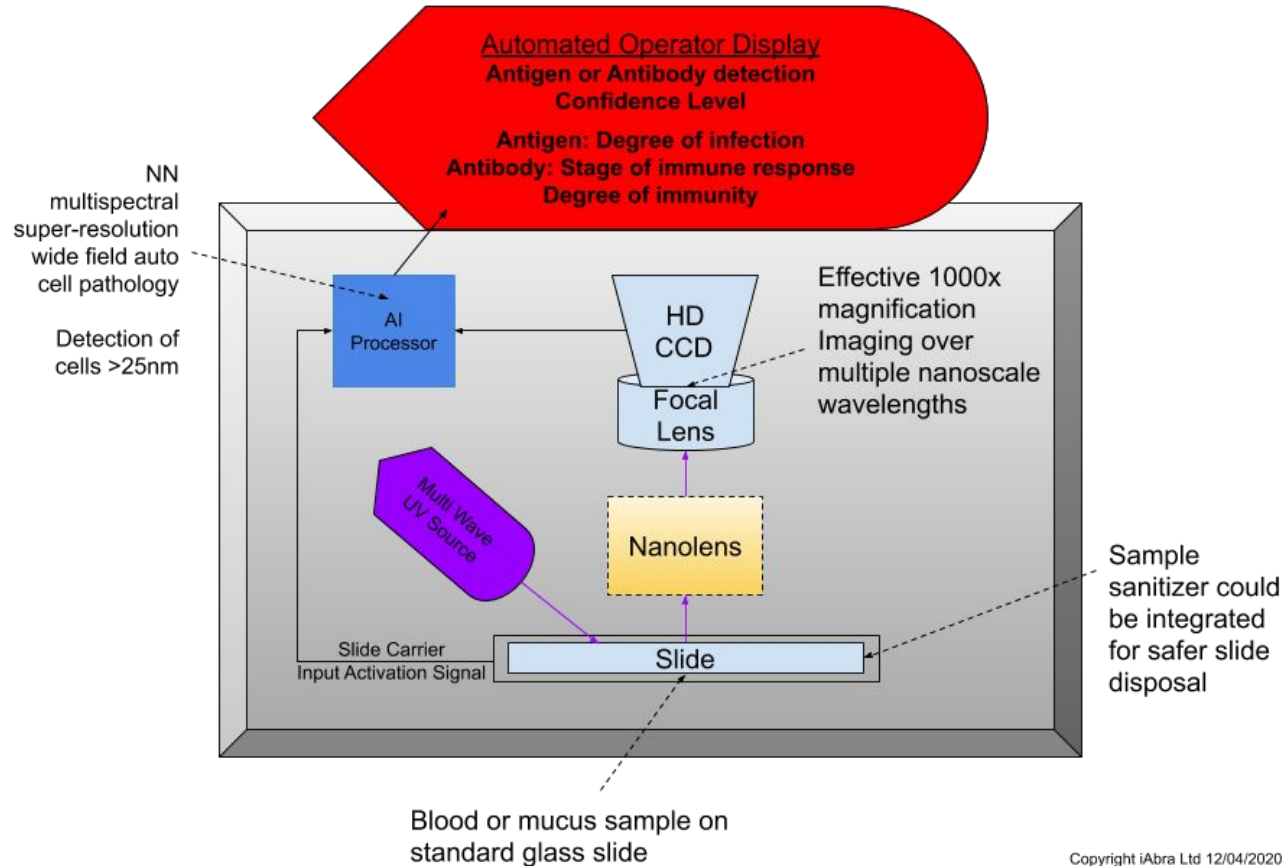 Automated Operator Display
Antigen or Antibody detection
Confidence Level
Antigen: Degree of infection
Antibody: Stage of immune response
Degree of immunity
NN
multispectral
super-resolution
wide field auto
cell pathology
Detection of
cells >25nm
AI
Processor
HD
CCD
Focal
Lens
Effective 1000x
magnification
Imaging over
multiple nanoscale
wavelengths
Multi Wave
UV Source
Nanolens
Slide Carrier
Input Activation Signal
Slide
Sample
sanitizer could
be integrated
for safer slide
disposal
Blood or mucus sample on
standard glass slide
Copyright iAbra Ltd 12/04/2020